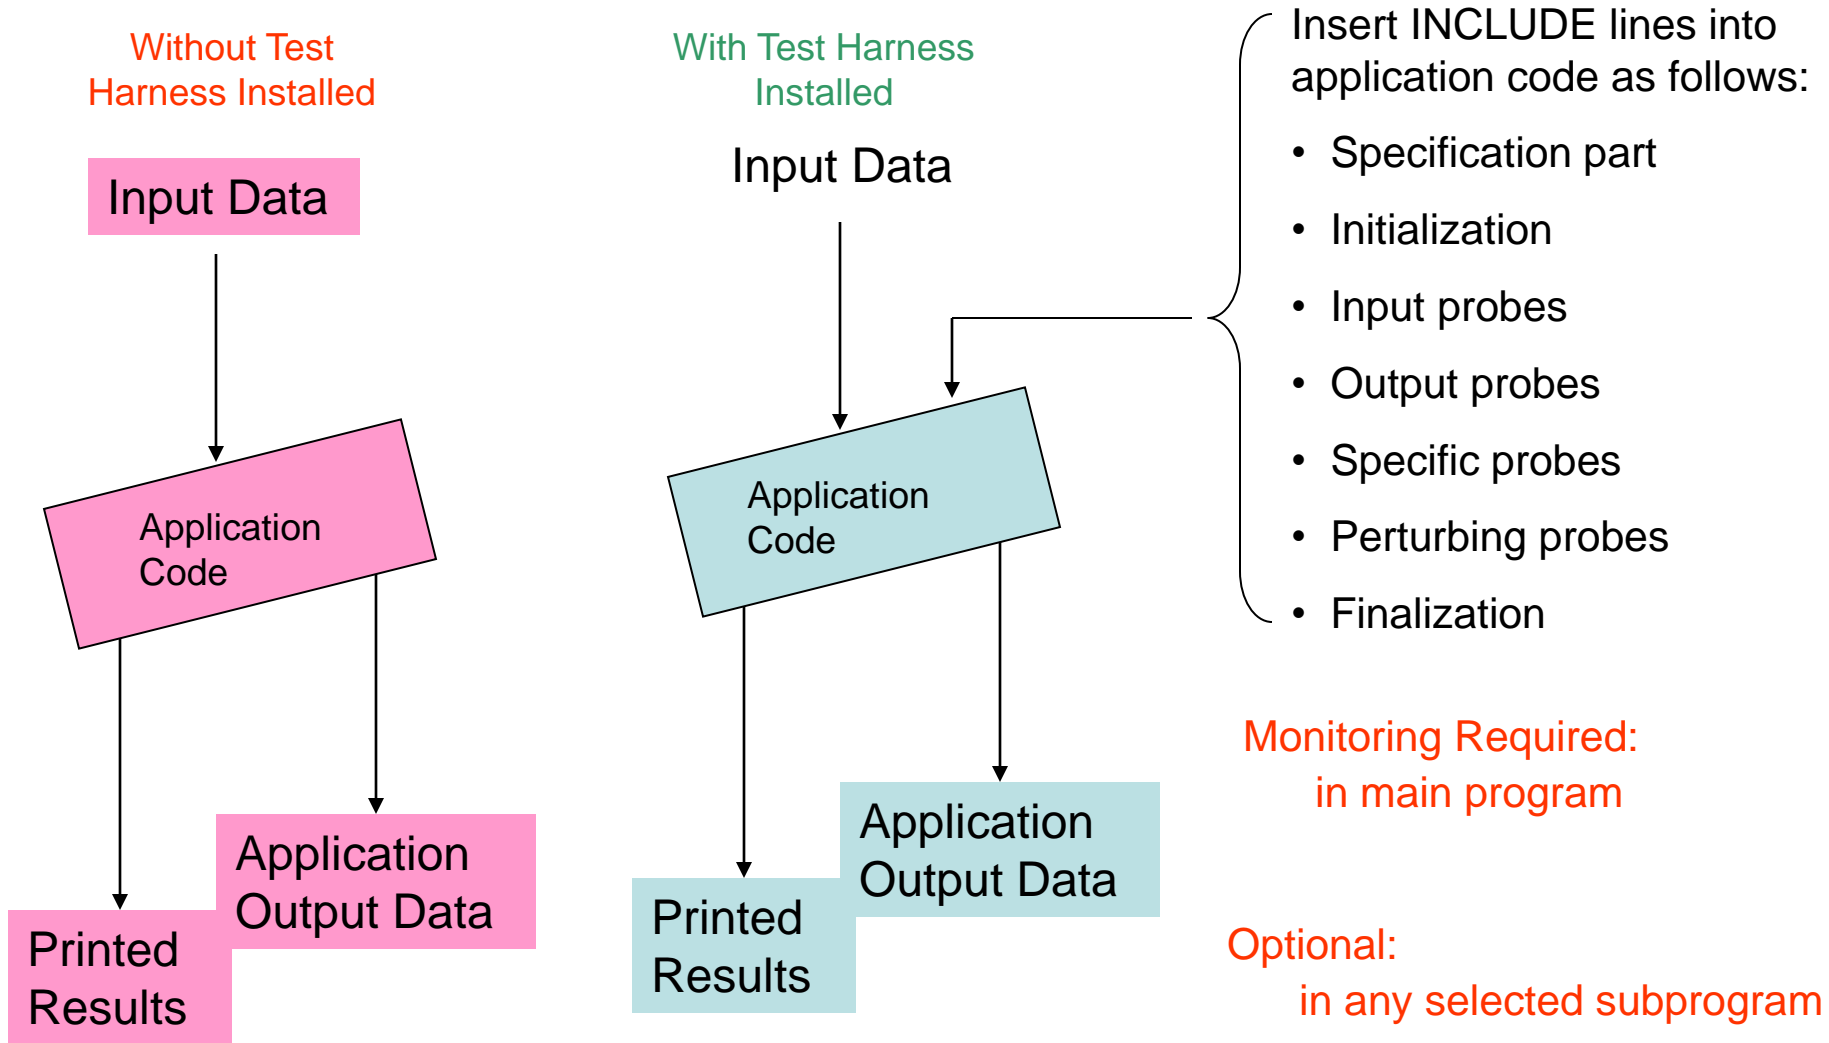 Without Test
Harness Installed
Input Data
Application
Code
Application
Output Data
Printed
Results
With Test Harness
Installed
Input Data
Application
Code
Application
Output Data
Printed
Results
Insert INCLUDE lines into
application code as follows:
• Specification part
• Initialization
• Input probes
• Output probes
• Specific probes
• Perturbing probes
• Finalization
Monitoring Required:
in main program
Optional:
in any selected subprogram